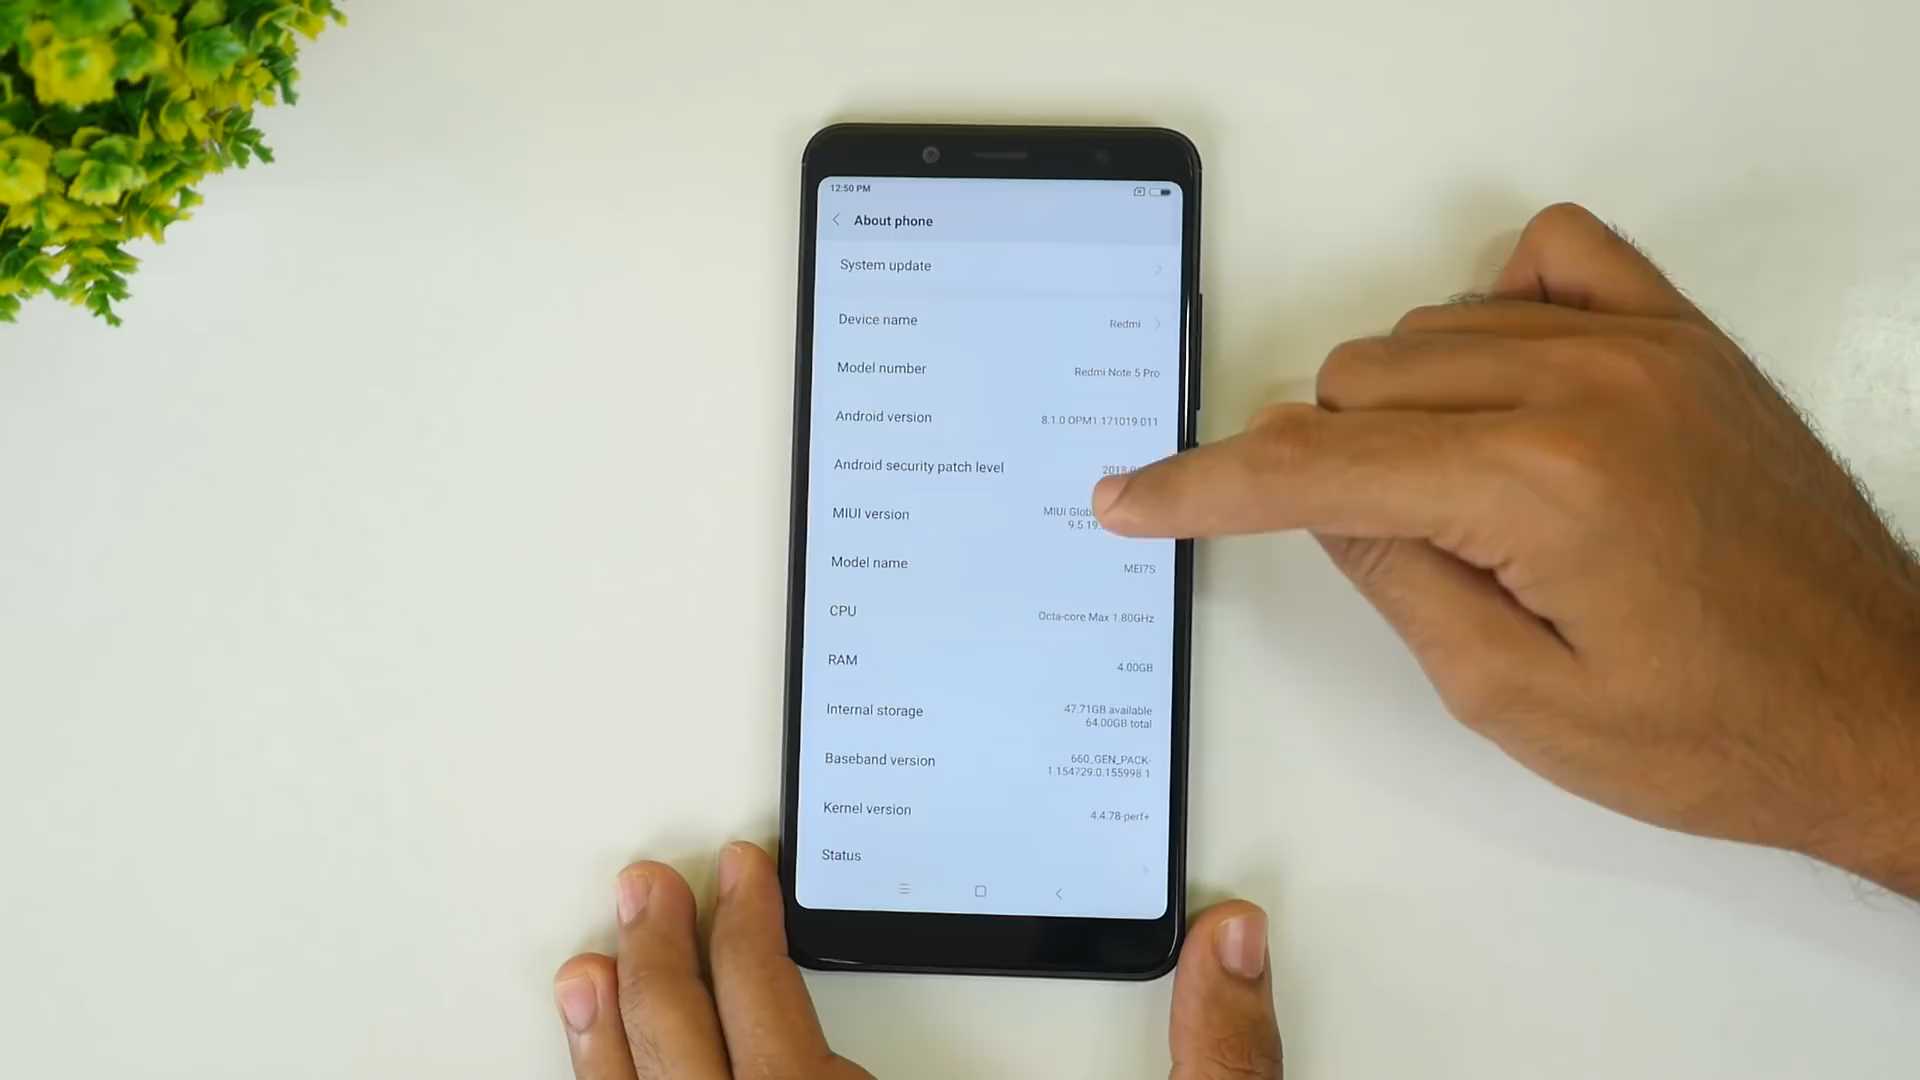 12:50 PM
About phone
System update
Device name Redmi
Model number Redmi Note 5 Pro
Android version 8.1.0 OPM1.171019.011
Android security patch level
MIUI version MIUI
Model name MEI7S
CPU Octa-core Max 1.80GHz
RAM 4.00GB
Internal storage 47.71GB available
64.00GB total
Baseband version 660_GEN_PACK-
1.154729.0.155998.1
Kernel version 4.4.78-perf+
Status